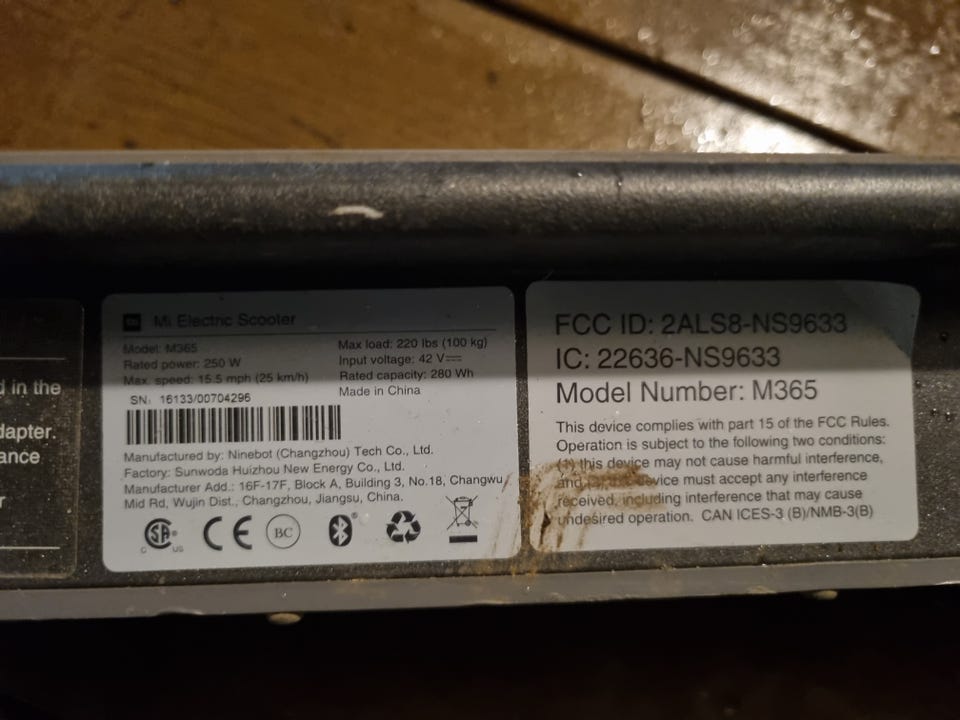 d in the
dapter.
ance
r
mi Mi Electric Scooter
Model: M365
Rated power: 250 W
Max. speed: 15.5 mph (25 km/h)
SN: 16133/00704296
Max load: 220 lbs (100 kg)
Input voltage: 42 V⎓
Rated capacity: 280 Wh
Made in China
Manufactured by: Ninebot (Changzhou) Tech Co., Ltd.
Factory: Sunwoda Huizhou New Energy Co., Ltd.
Manufacturer Add.: 16F-17F, Block A, Building 3, No.18, Changwu
Mid Rd, Wujin Dist., Changzhou, Jiangsu, China.
C SA® US CE BC
FCC ID: 2ALS8-NS9633
IC: 22636-NS9633
Model Number: M365
This device complies with part 15 of the FCC Rules.
Operation is subject to the following two conditions:
(1) this device may not cause harmful interference,
and device must accept any interference
received, including interference that may cause
undesired operation. CAN ICES-3 (B)/NMB-3(B)